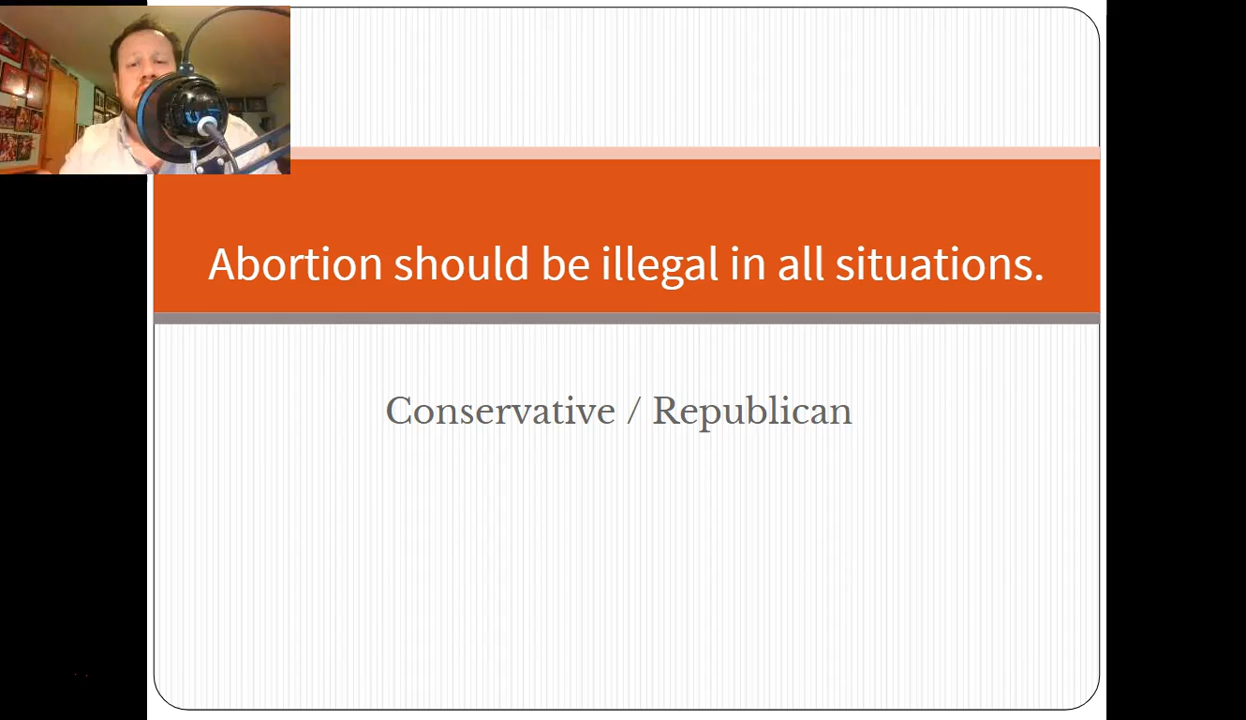 Abortion should be illegal in all situations.
Conservative / Republican